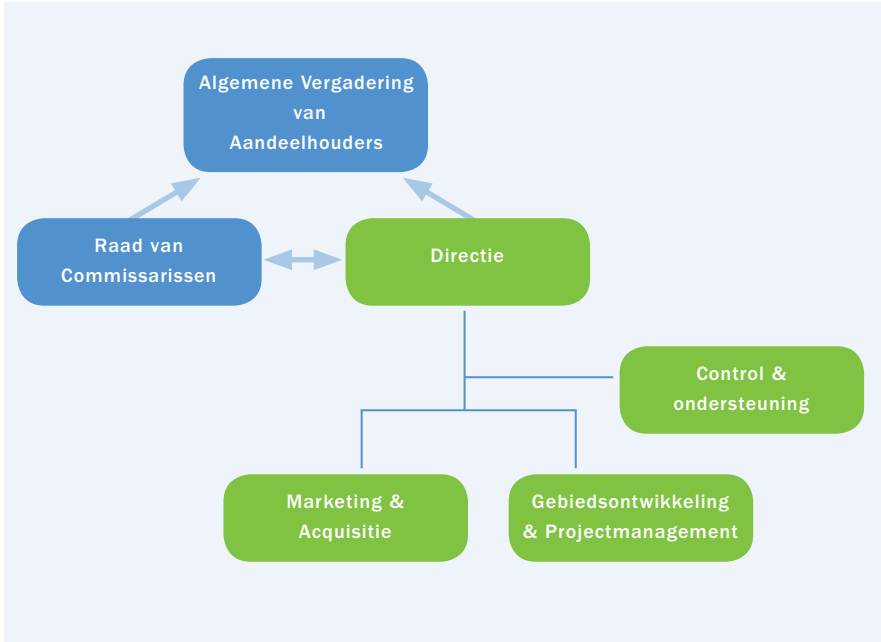 Algemene Vergadering
van
Aandeelhouders
Raad van
Commissarissen
Directie
Control &
ondersteuning
Marketing &
Acquisitie
Gebiedsontwikkeling
& Projectmanagement